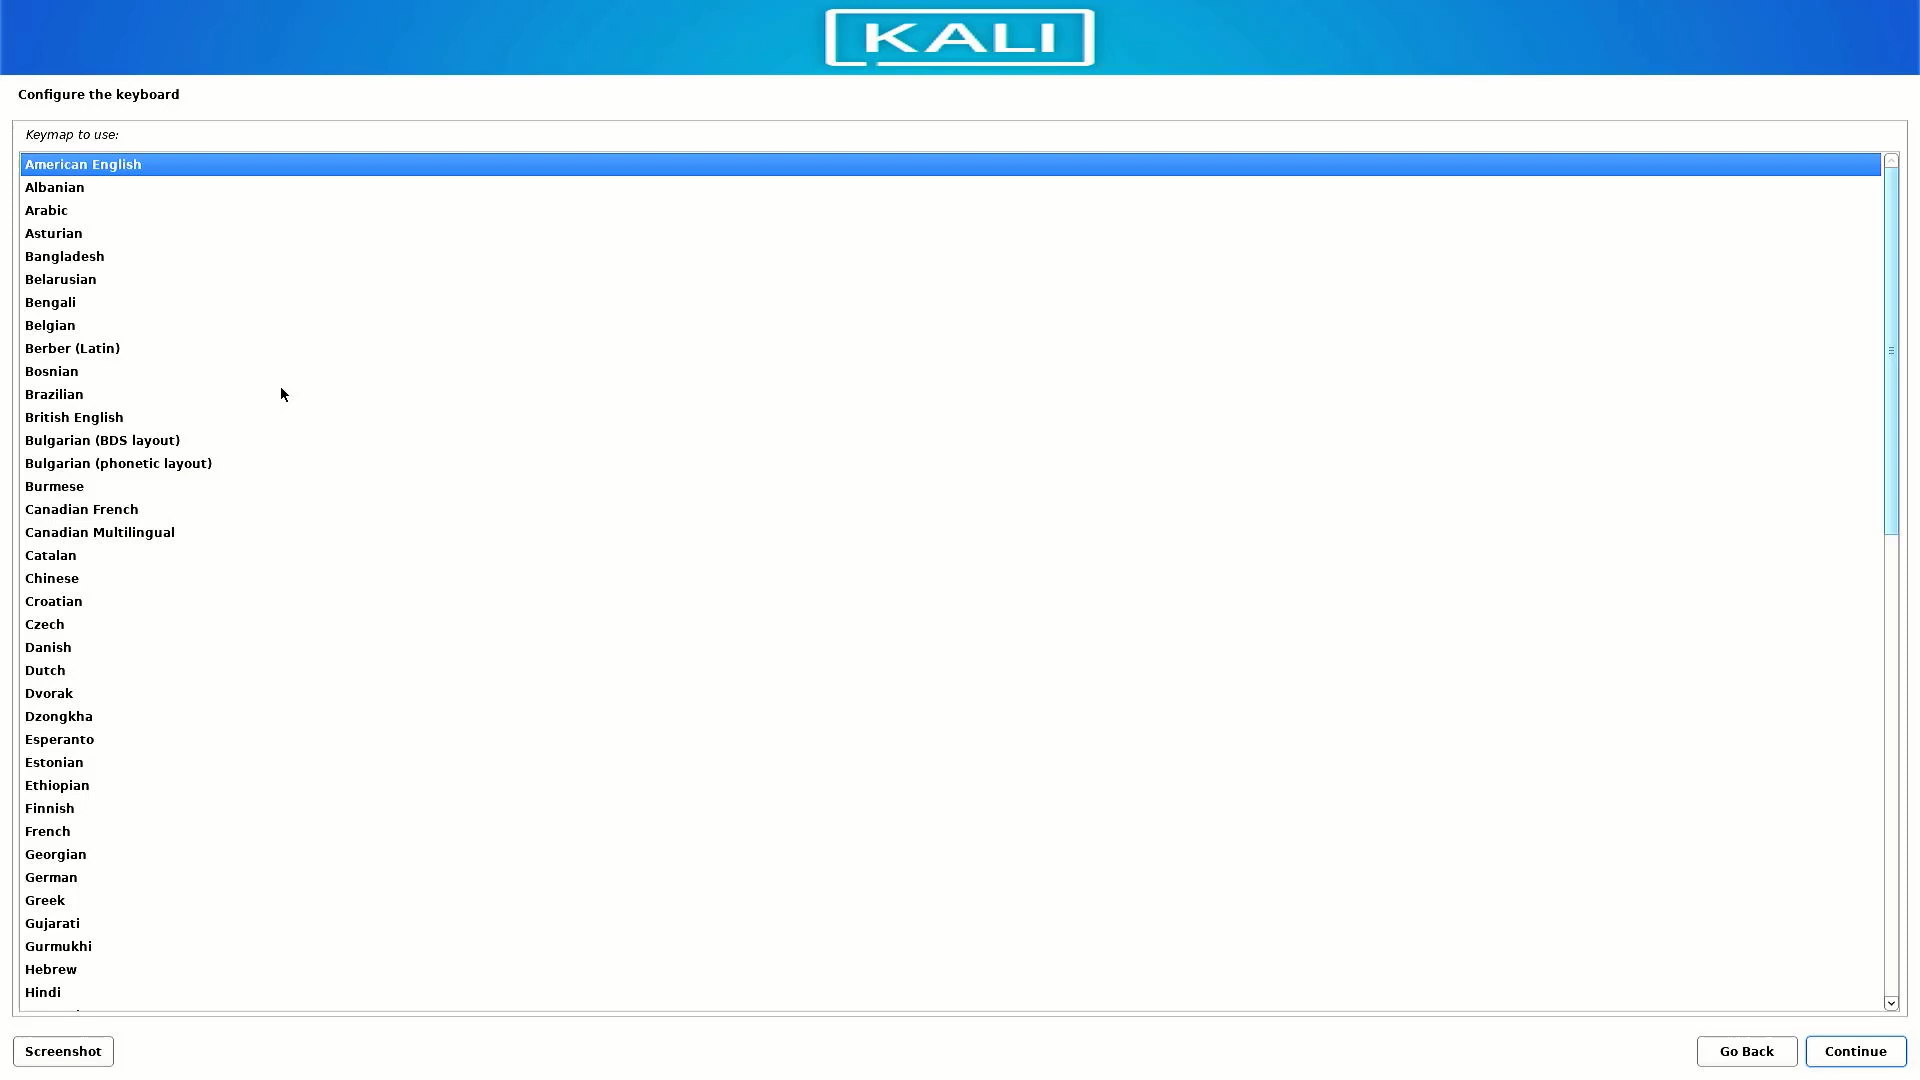 KALI
Configure the keyboard
Keymap to use:
American English
Albanian
Arabic
Asturian
Bangladesh
Belarusian
Bengali
Belgian
Berber (Latin)
Bosnian
Brazilian
British English
Bulgarian (BDS layout)
Bulgarian (phonetic layout)
Burmese
Canadian French
Canadian Multilingual
Catalan
Chinese
Croatian
Czech
Danish
Dutch
Dvorak
Dzongkha
Esperanto
Estonian
Ethiopian
Finnish
French
Georgian
German
Greek
Gujarati
Gurmukhi
Hebrew
Hindi
Screenshot
Go Back
Continue